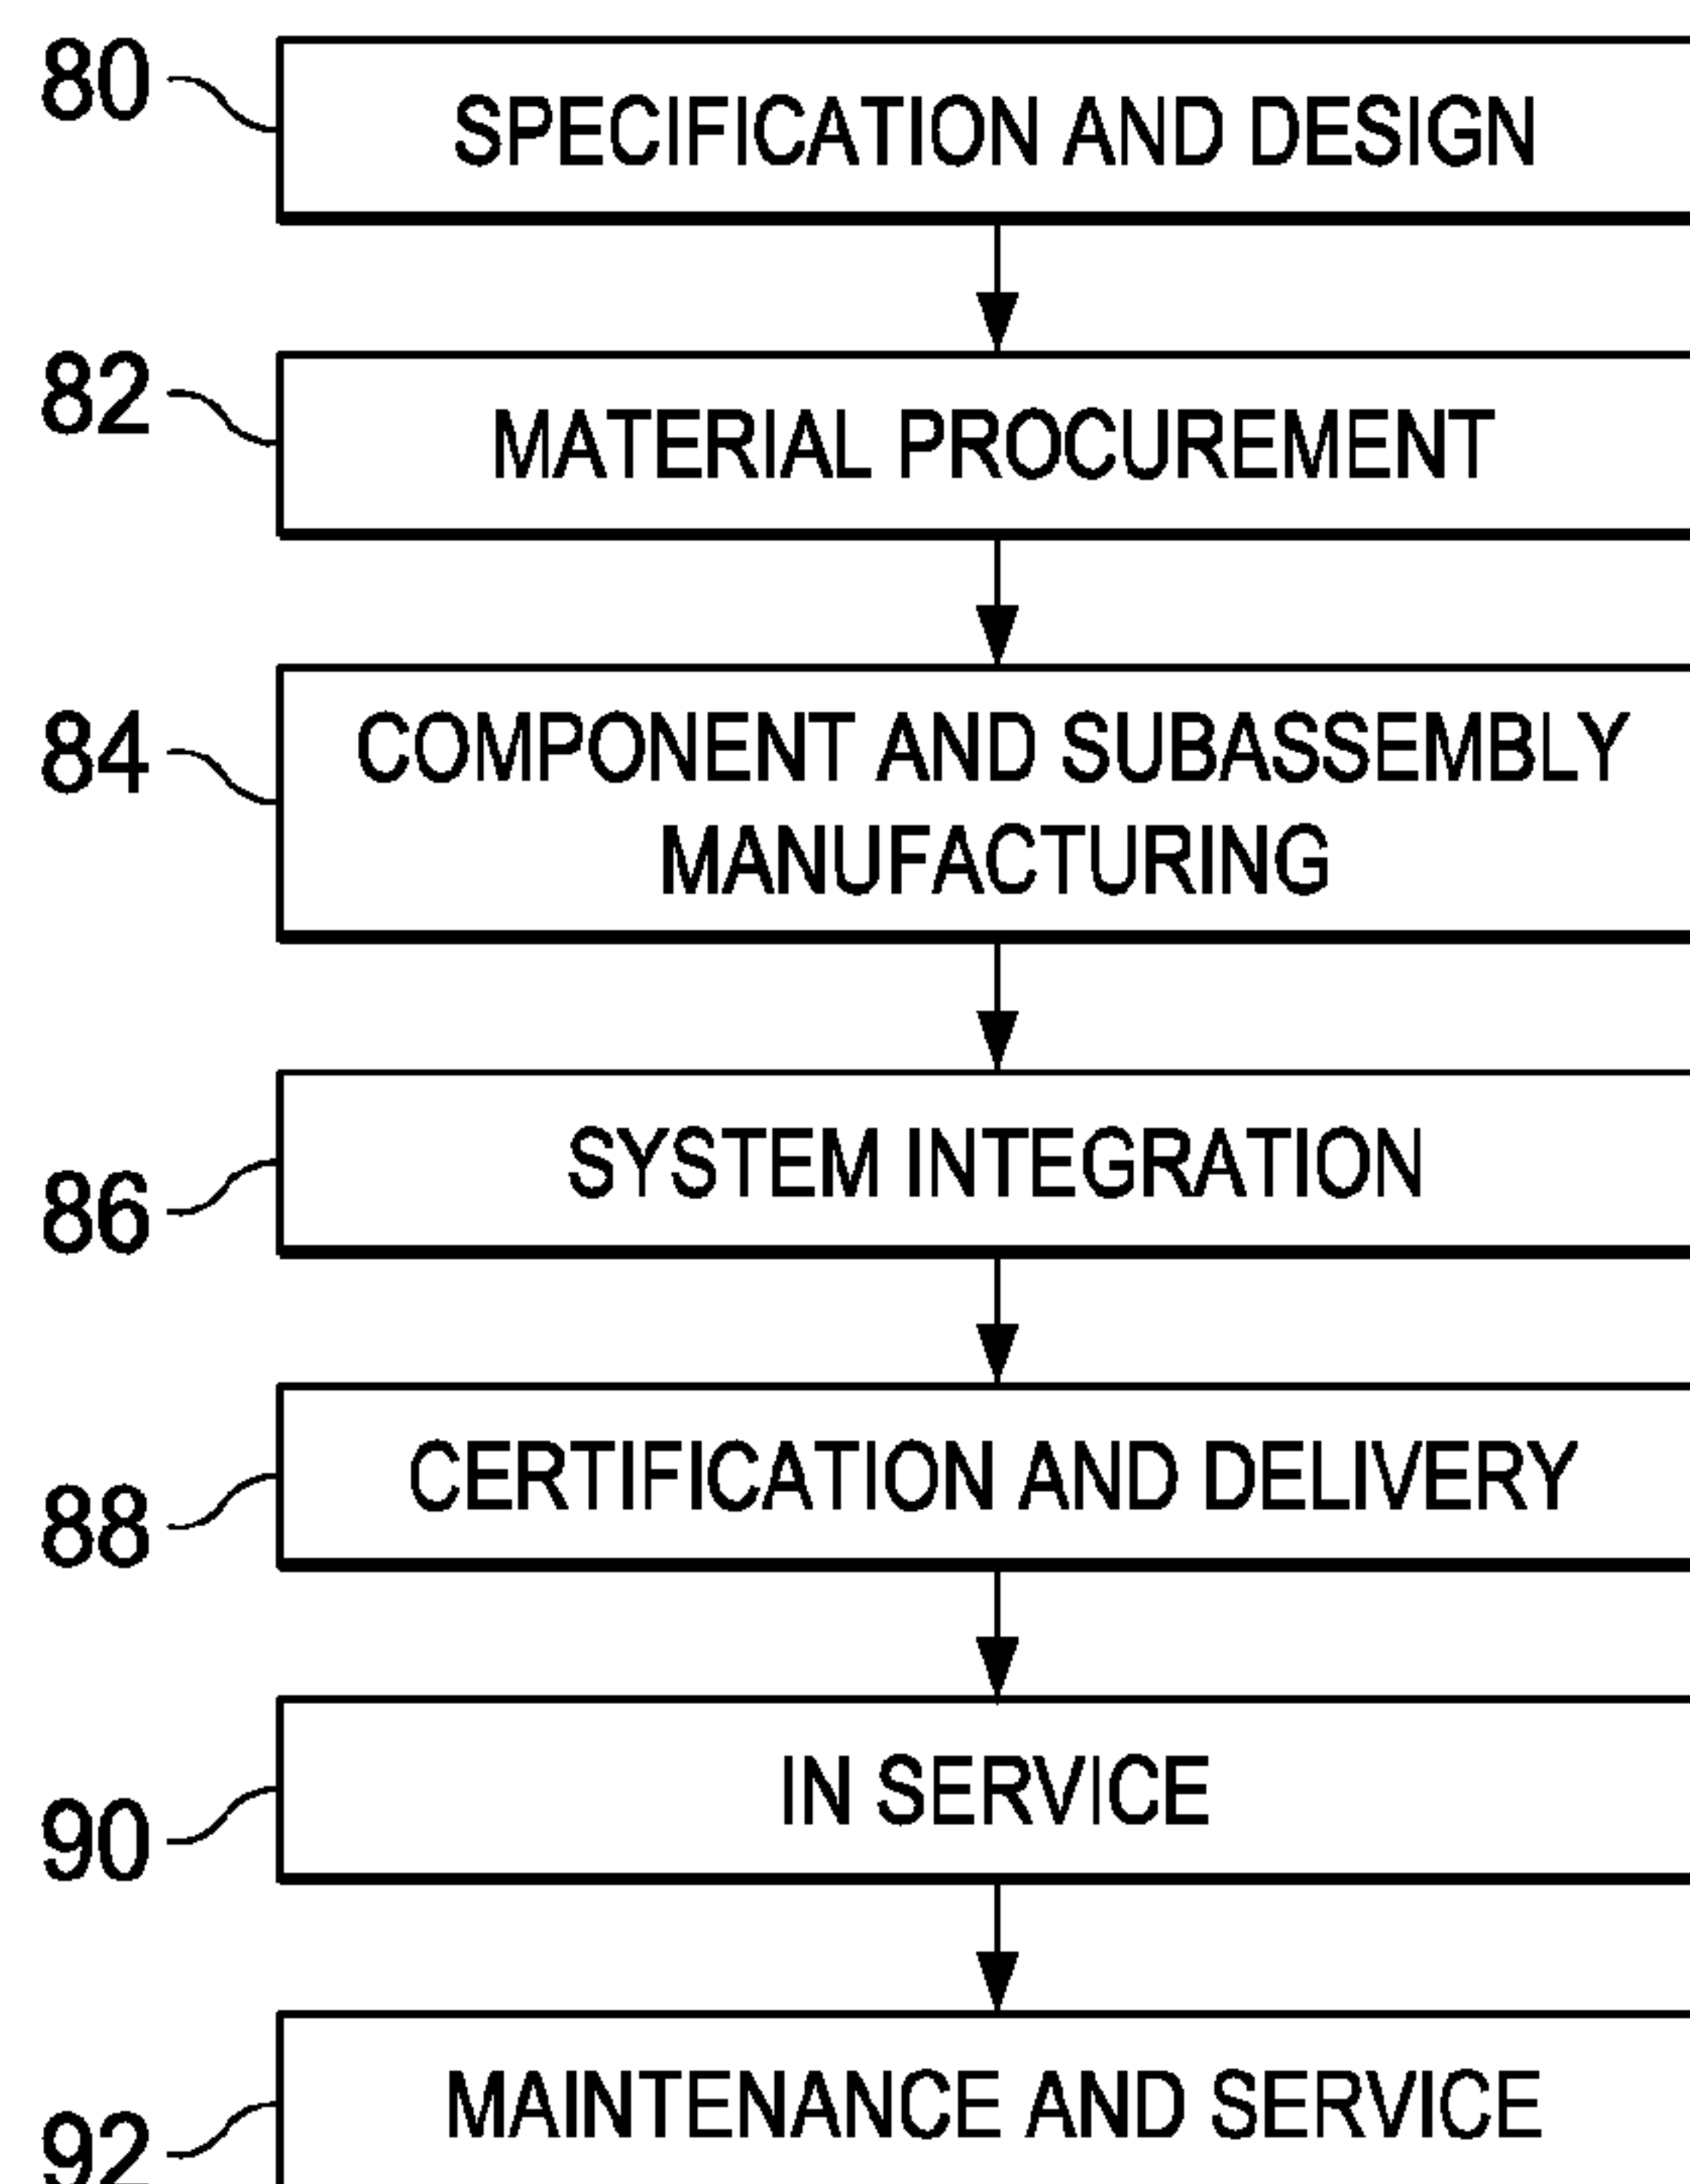 80
SPECIFICATION AND DESIGN
82
MATERIAL PROCUREMENT
84
COMPONENT AND SUBASSEMBLY
MANUFACTURING
86
SYSTEM INTEGRATION
88
CERTIFICATION AND DELIVERY
90
IN SERVICE
92
MAINTENANCE AND SERVICE